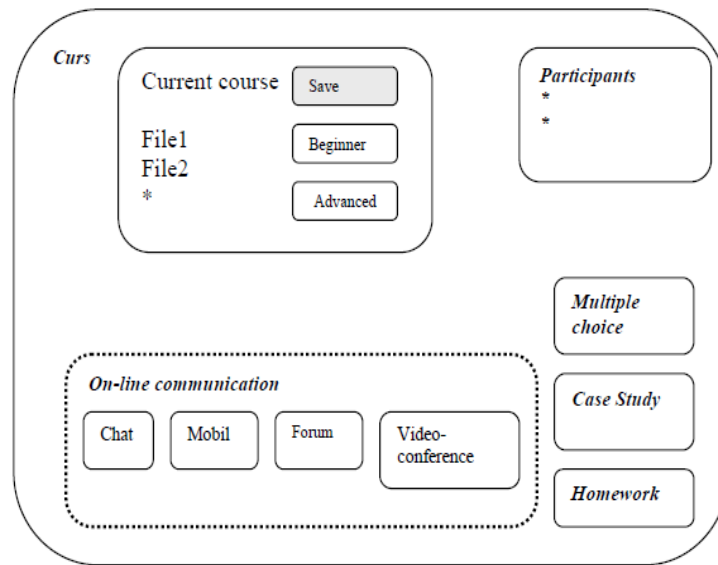 Curs
Current course
Save
File1
Beginner
File2
*
Advanced
Participants
*
*
Multiple
choice
On-line communication
Chat
Mobil
Forum
Video-
conference
Case Study
Homework